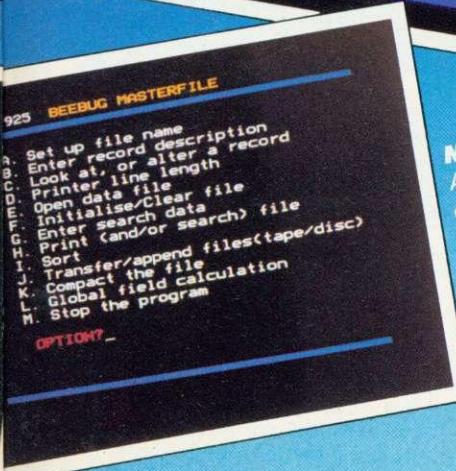 925 BEEBUG MASTERFILE
A. Set up file name
B. Enter record description
C. Look at, or alter a record
D. Printer line length
E. Open data file
F. Initialise/Clear file
G. Enter search data
H. Print (and/or search) file
I. Sort
J. Transfer/append files(tape/disc)
K. Compact the file
L. Global field calculation
M. Stop the program
OPTION?_